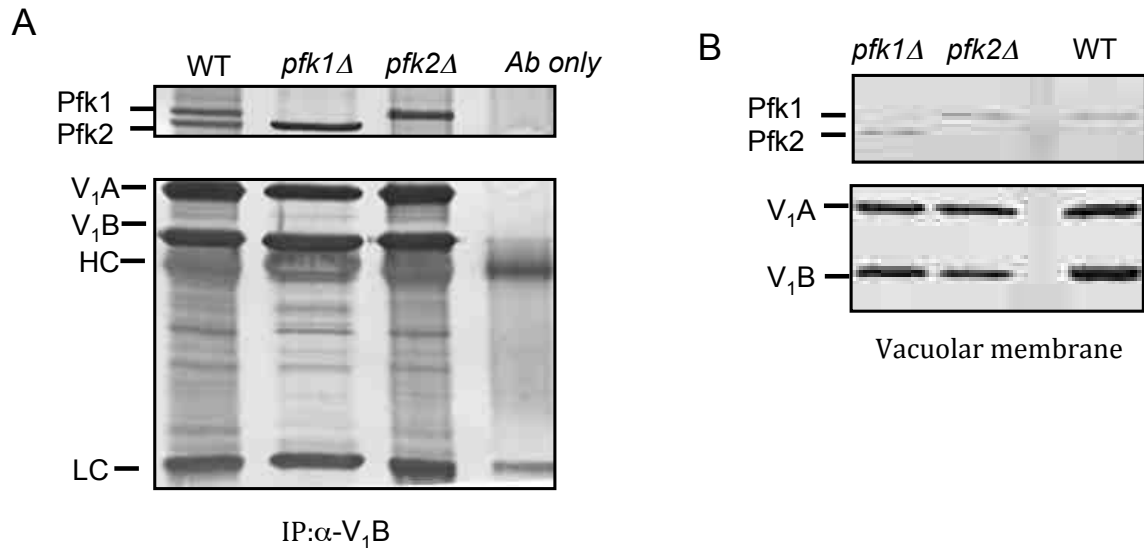 A
WT pfk1Δ pfk2Δ Ab only
Pfk1
Pfk2
V₁A
V₁B
HC
LC
IP:α-V₁B
B
pfk1Δ pfk2Δ WT
Pfk1
Pfk2
V₁A
V₁B
Vacuolar membrane